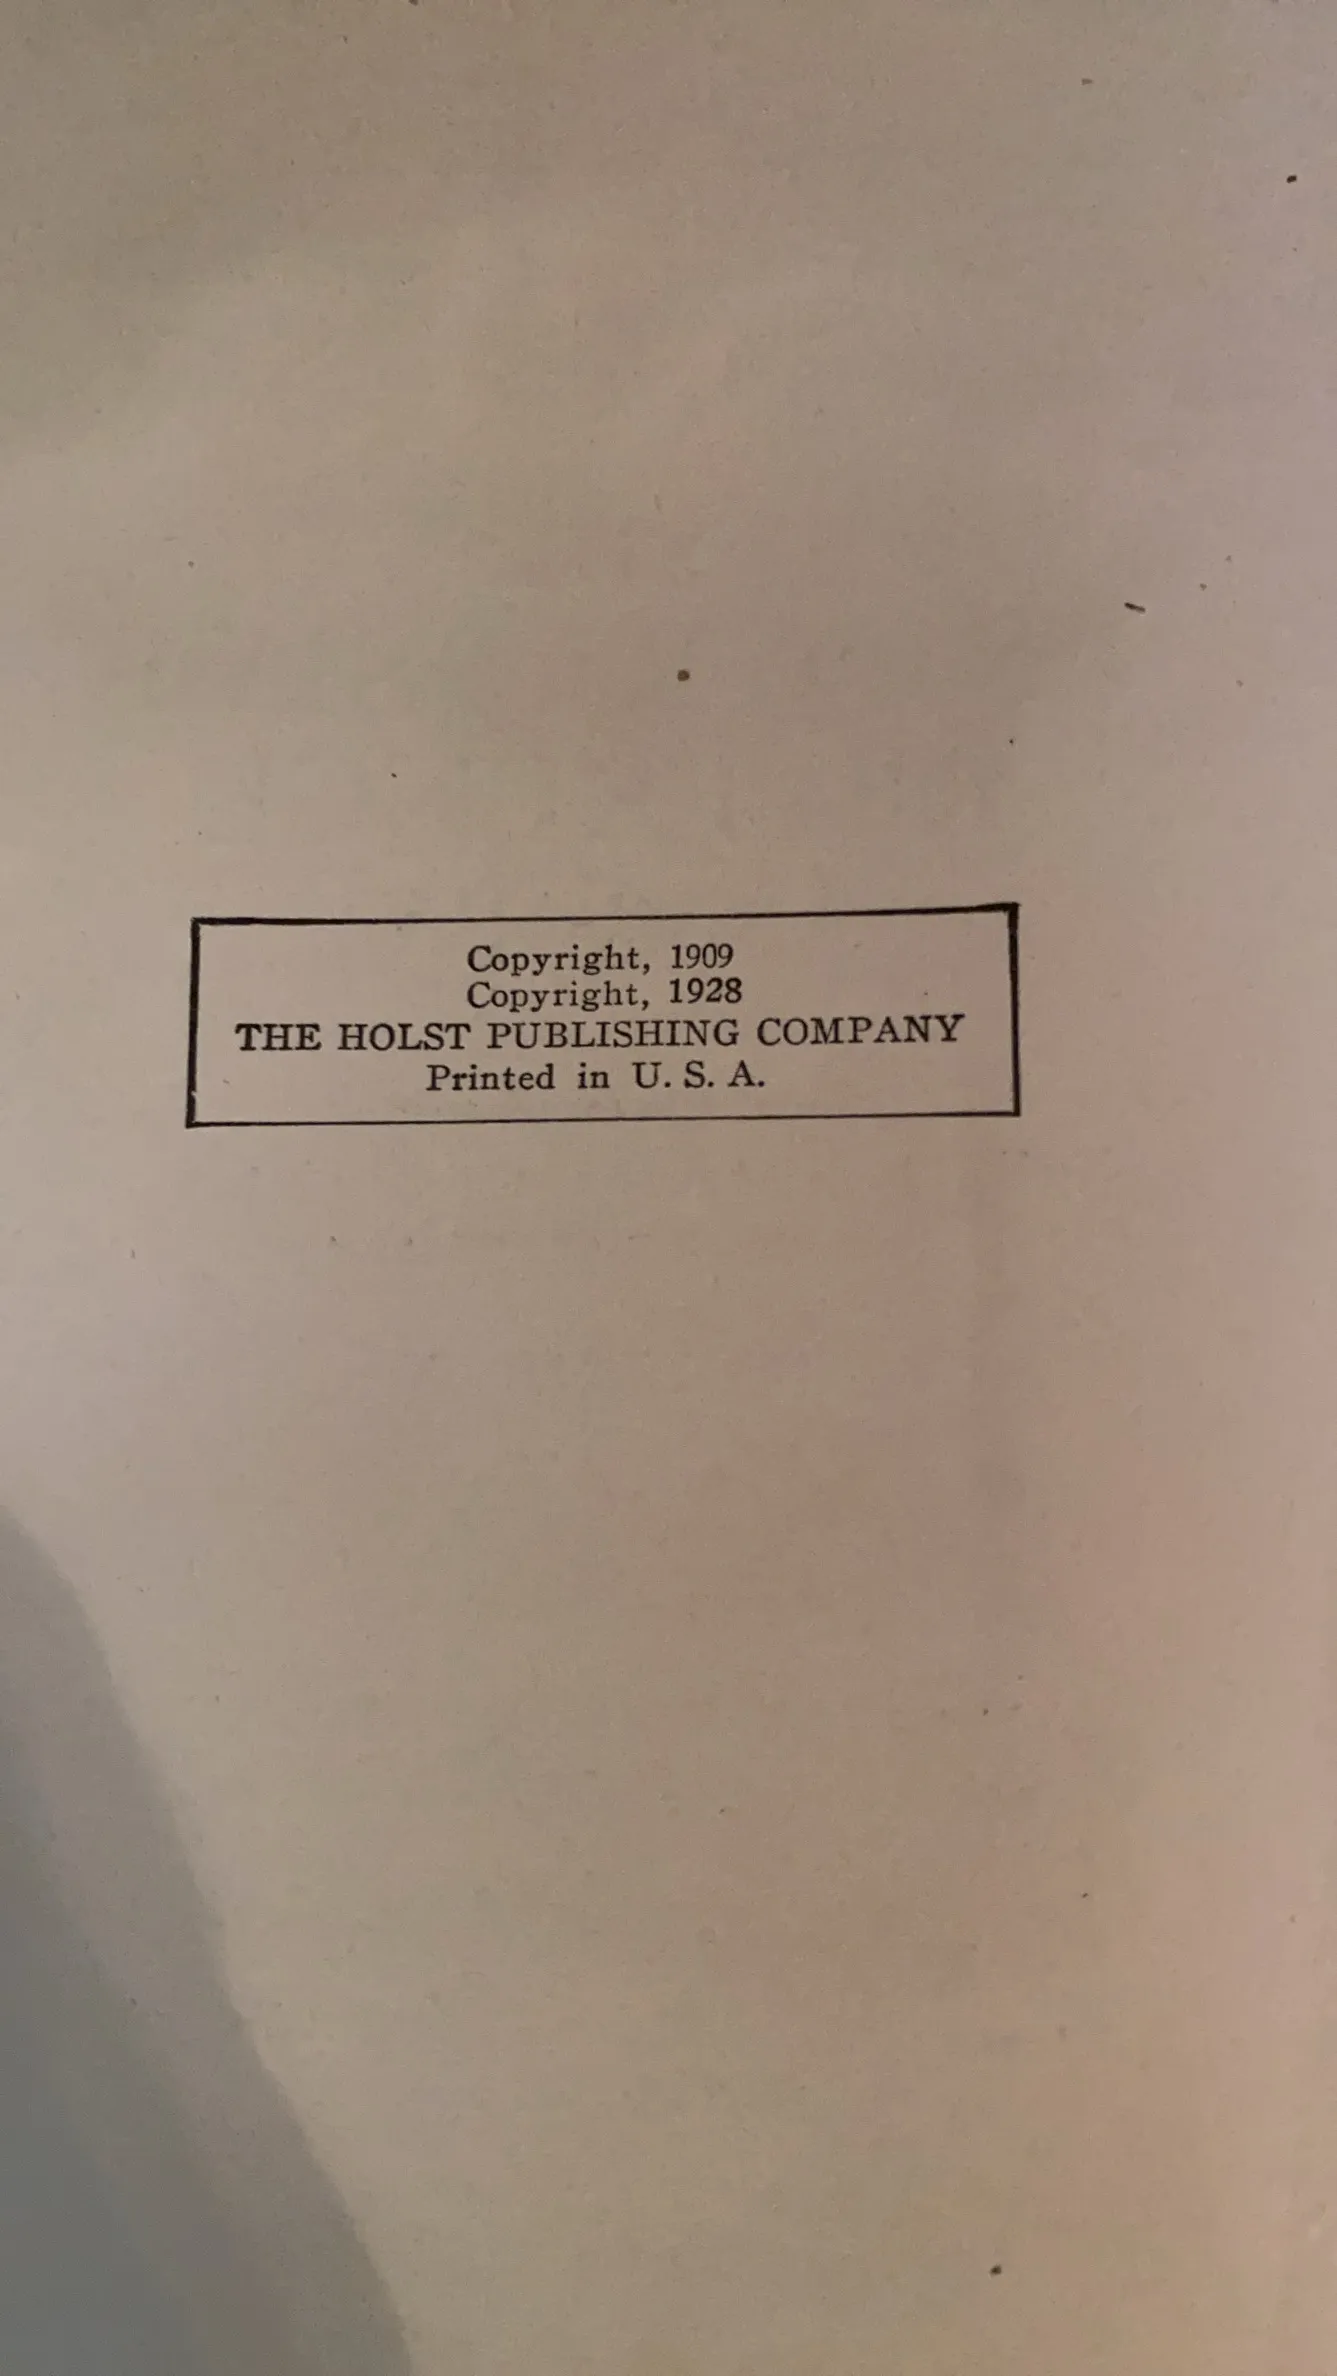 Copyright, 1909
Copyright, 1928
THE HOLST PUBLISHING COMPANY
Printed in U. S. A.